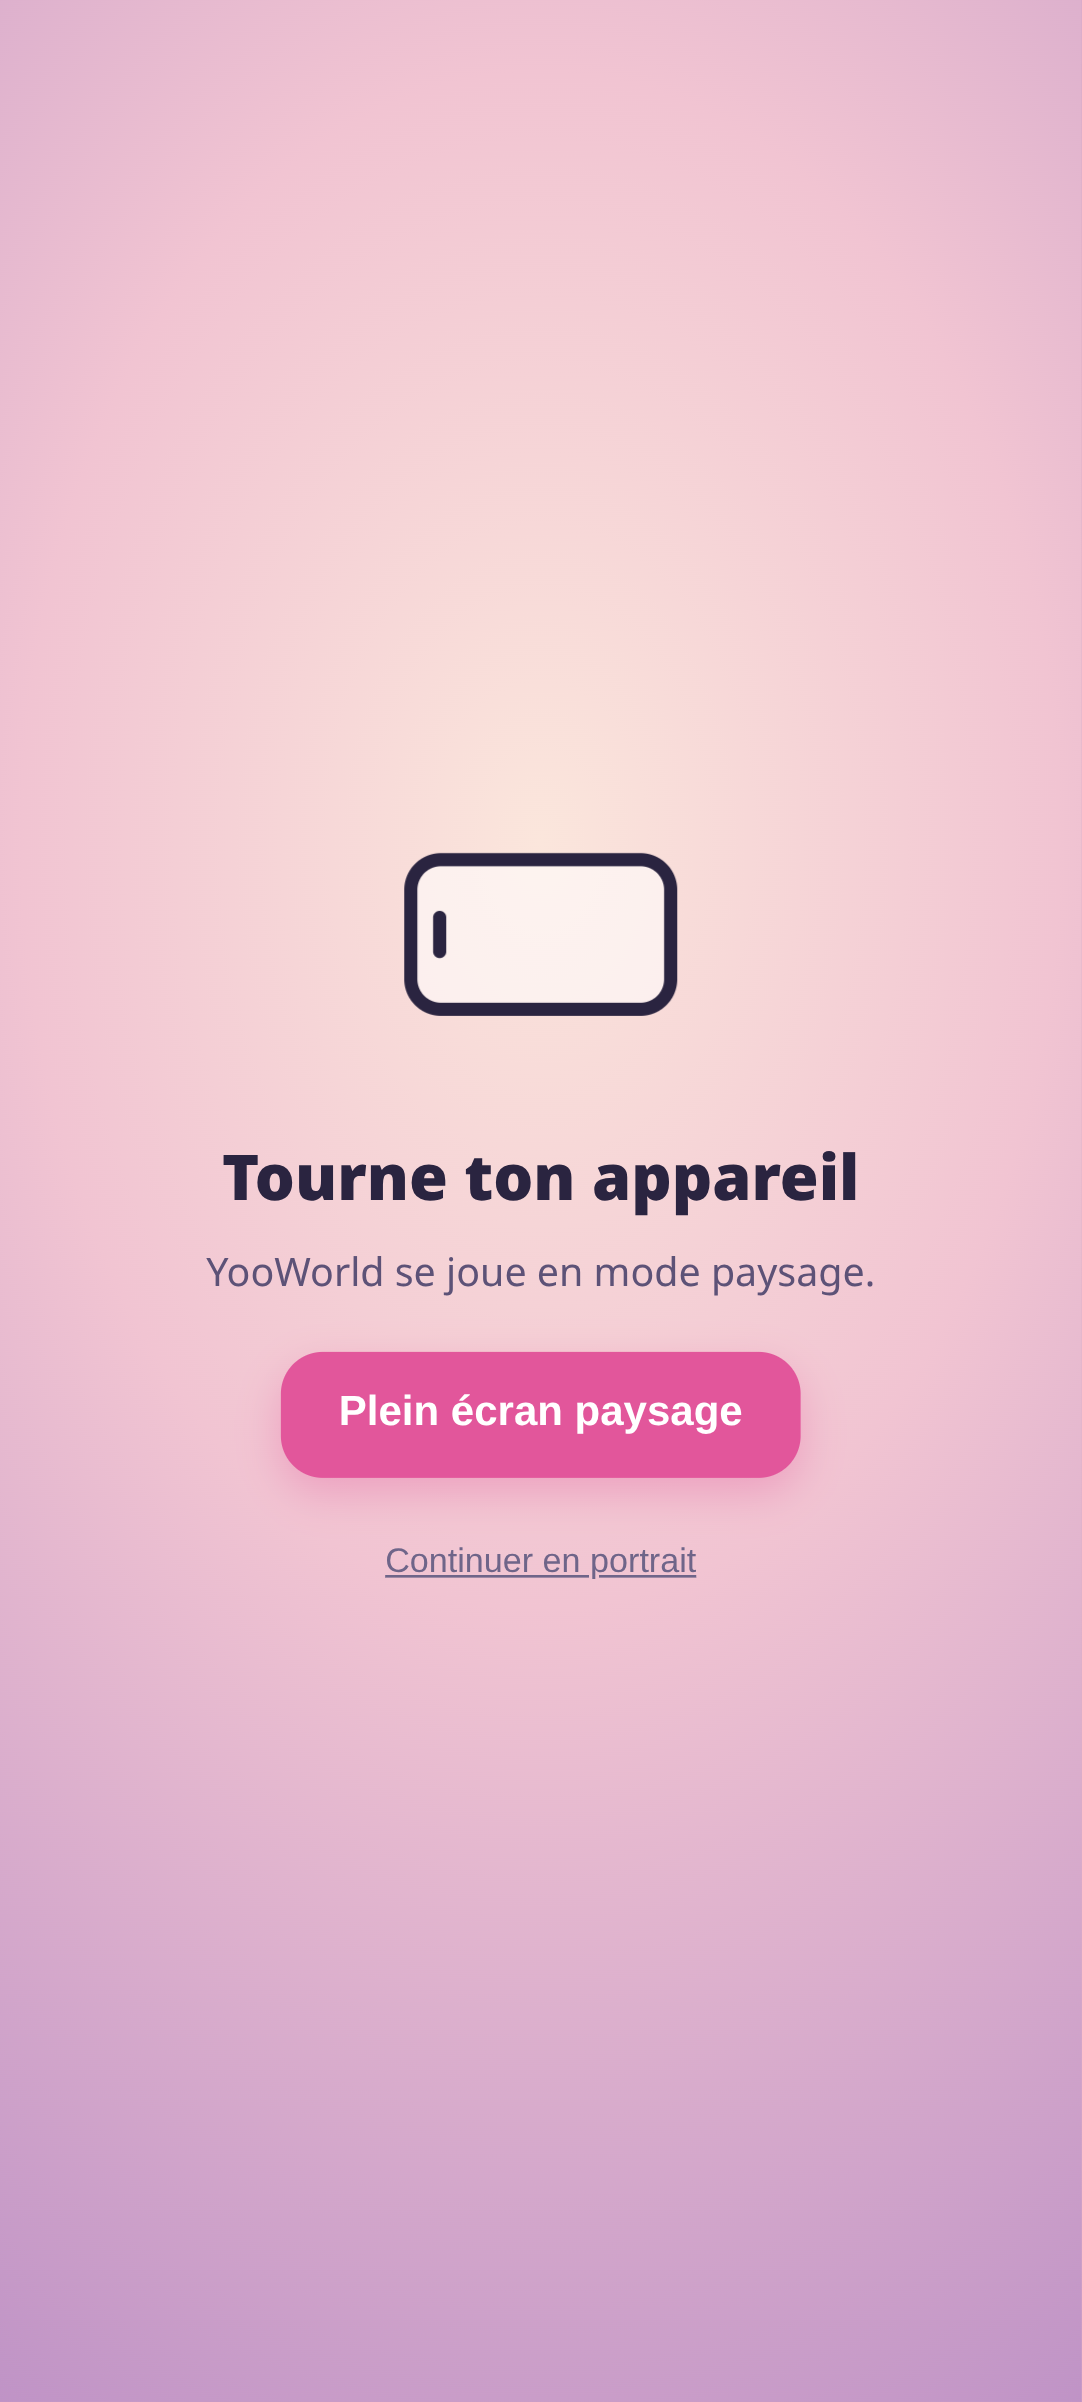 Tourne ton appareil
YooWorld se joue en mode paysage.
Plein écran paysage
Continuer en portrait